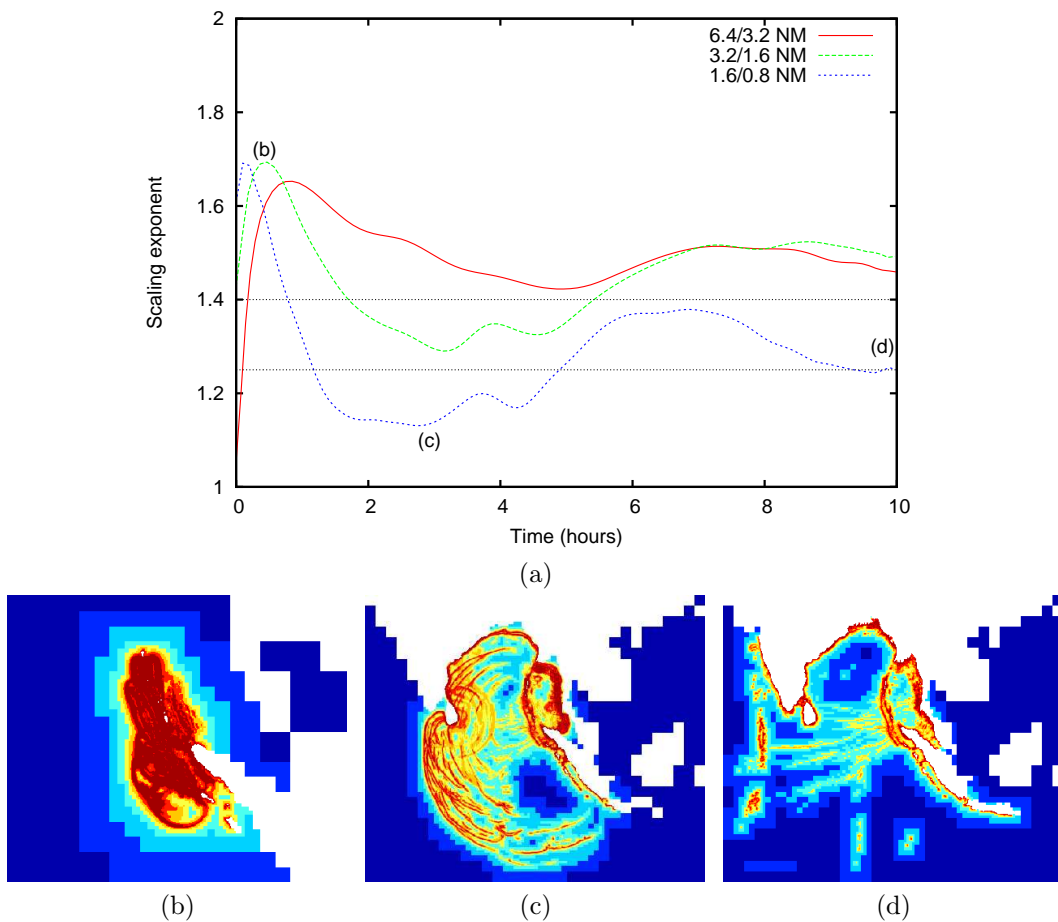 2
1.8
1.6
1.4
1.2
1
Scaling exponent
0
2
4
6
8
10
Time (hours)
6.4/3.2 NM
3.2/1.6 NM
1.6/0.8 NM
(b)
(c)
(d)
(a)
(b)
(c)
(d)